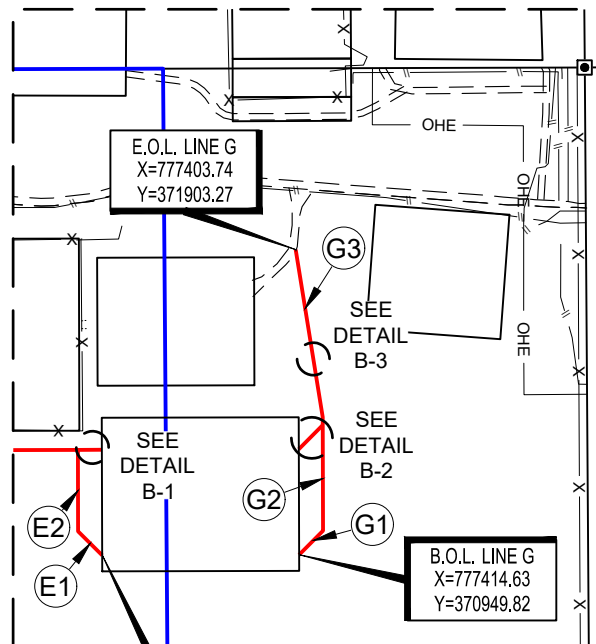 X
OHE
X
X
X
E.O.L. LINE G
X=777403.74
Y=371903.27
OHE
X
X
G3
SEE
DETAIL
B-3
OHE
X
X
X
SEE
DETAIL
B-1
SEE
DETAIL
B-2
X
E2
G2
G1
E1
B.O.L. LINE G
X=777414.63
Y=370949.82
X